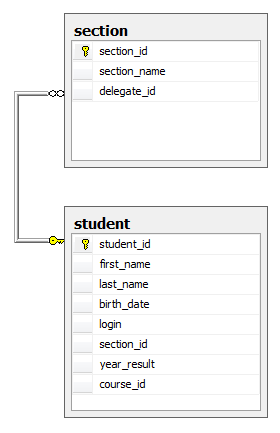 section
section_id
section_name
delegate_id
student
student_id
first_name
last_name
birth_date
login
section_id
year_result
course_id